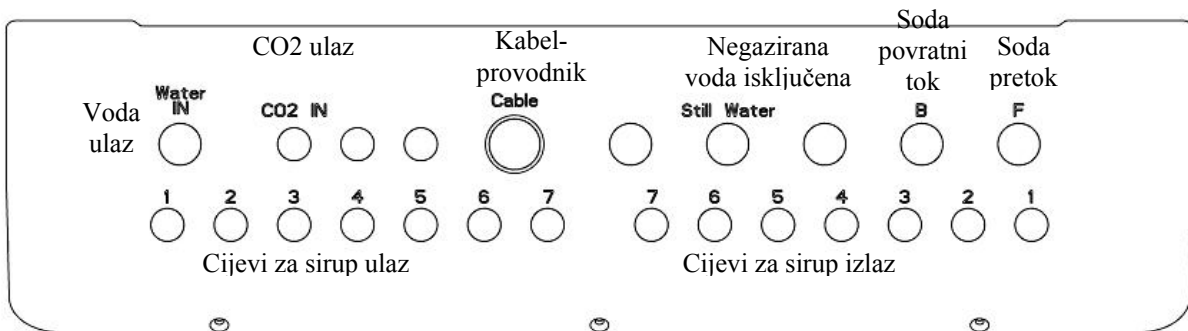 CO2 ulaz
Kabel-
provodnik
Negazirana
voda isključena
Soda
povratni
tok
Soda
pretok
Voda
ulaz
Water
IN
CO2 IN
Cable
Still Water
B
F
1 2 3 4 5 6 7 7 6 5 4 3 2 1
Cijevi za sirup ulaz
Cijevi za sirup izlaz